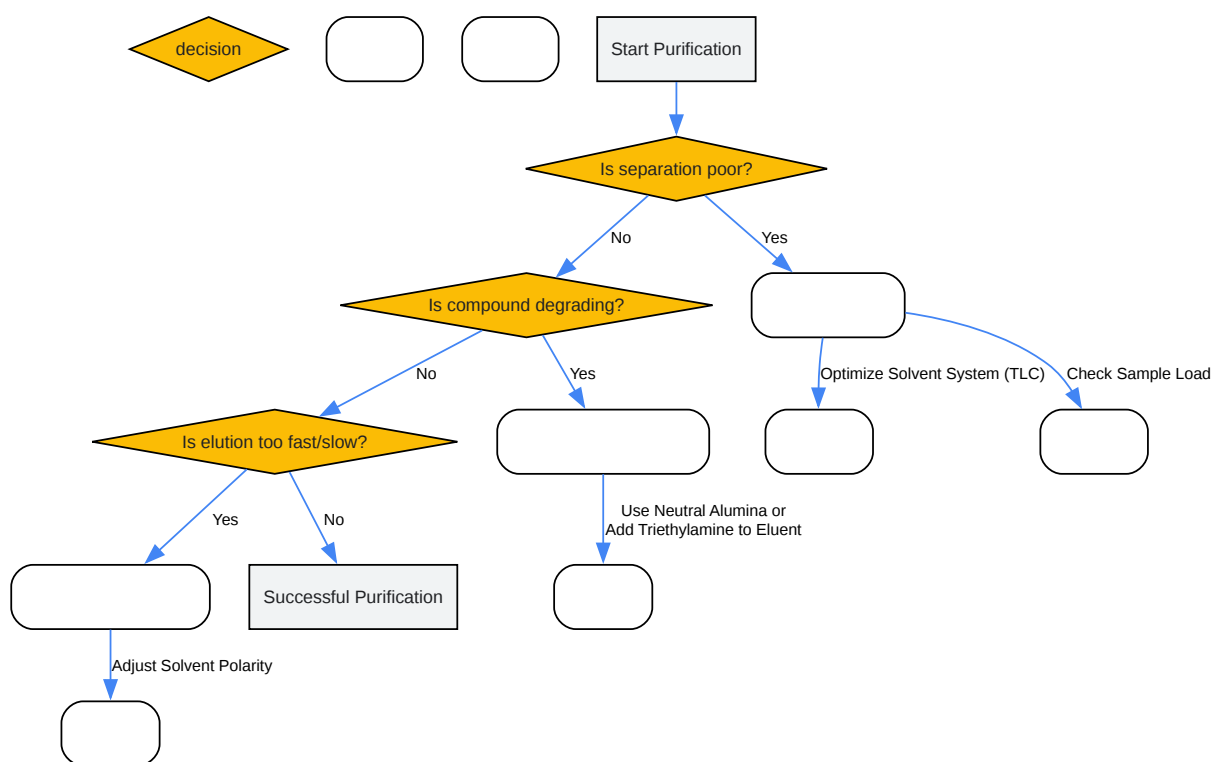 decision
Start Purification
Is separation poor?
No
Yes
Is compound degrading?
No
Yes
Optimize Solvent System (TLC)
Check Sample Load
Is elution too fast/slow?
Yes
No
Use Neutral Alumina or
Add Triethylamine to Eluent
Successful Purification
Adjust Solvent Polarity